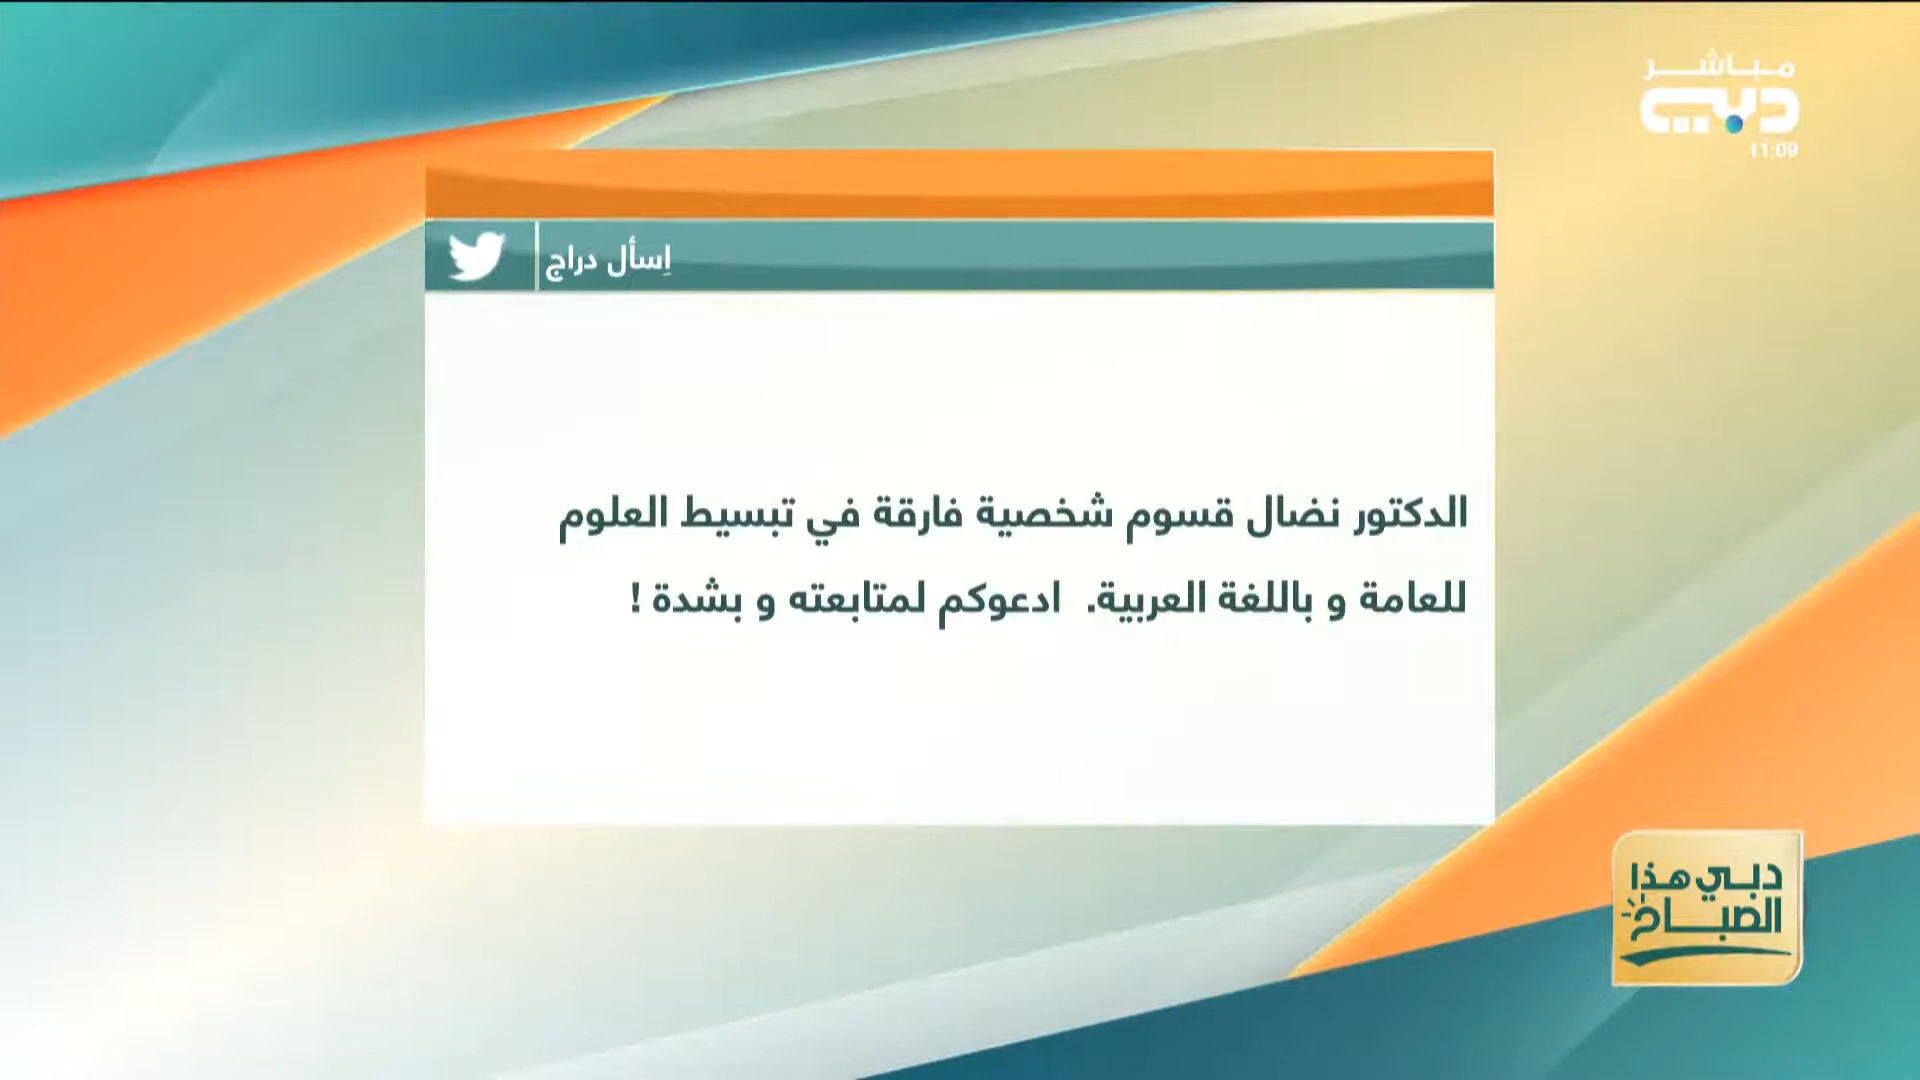 مباشر
دبي
11:09
إسأل دراج
الدكتور نضال قسوم شخصية فارقة في تبسيط العلوم
للعامة و باللغة العربية. ادعوكم لمتابعته و بشدة !
دبي هذا
الصباح